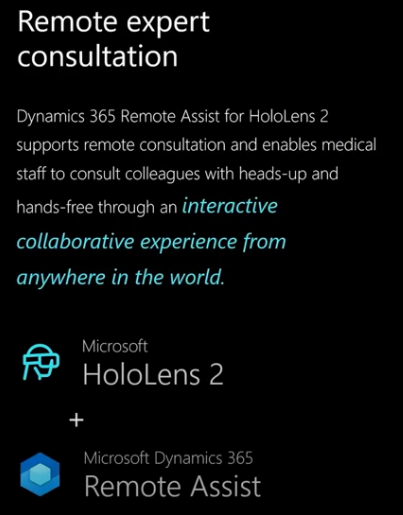 Remote expert
consultation
Dynamics 365 Remote Assist for HoloLens 2
supports remote consultation and enables medical
staff to consult colleagues with heads-up and
hands-free through an interactive
collaborative experience from
anywhere in the world.
Microsoft
HoloLens 2
+
Microsoft Dynamics 365
Remote Assist